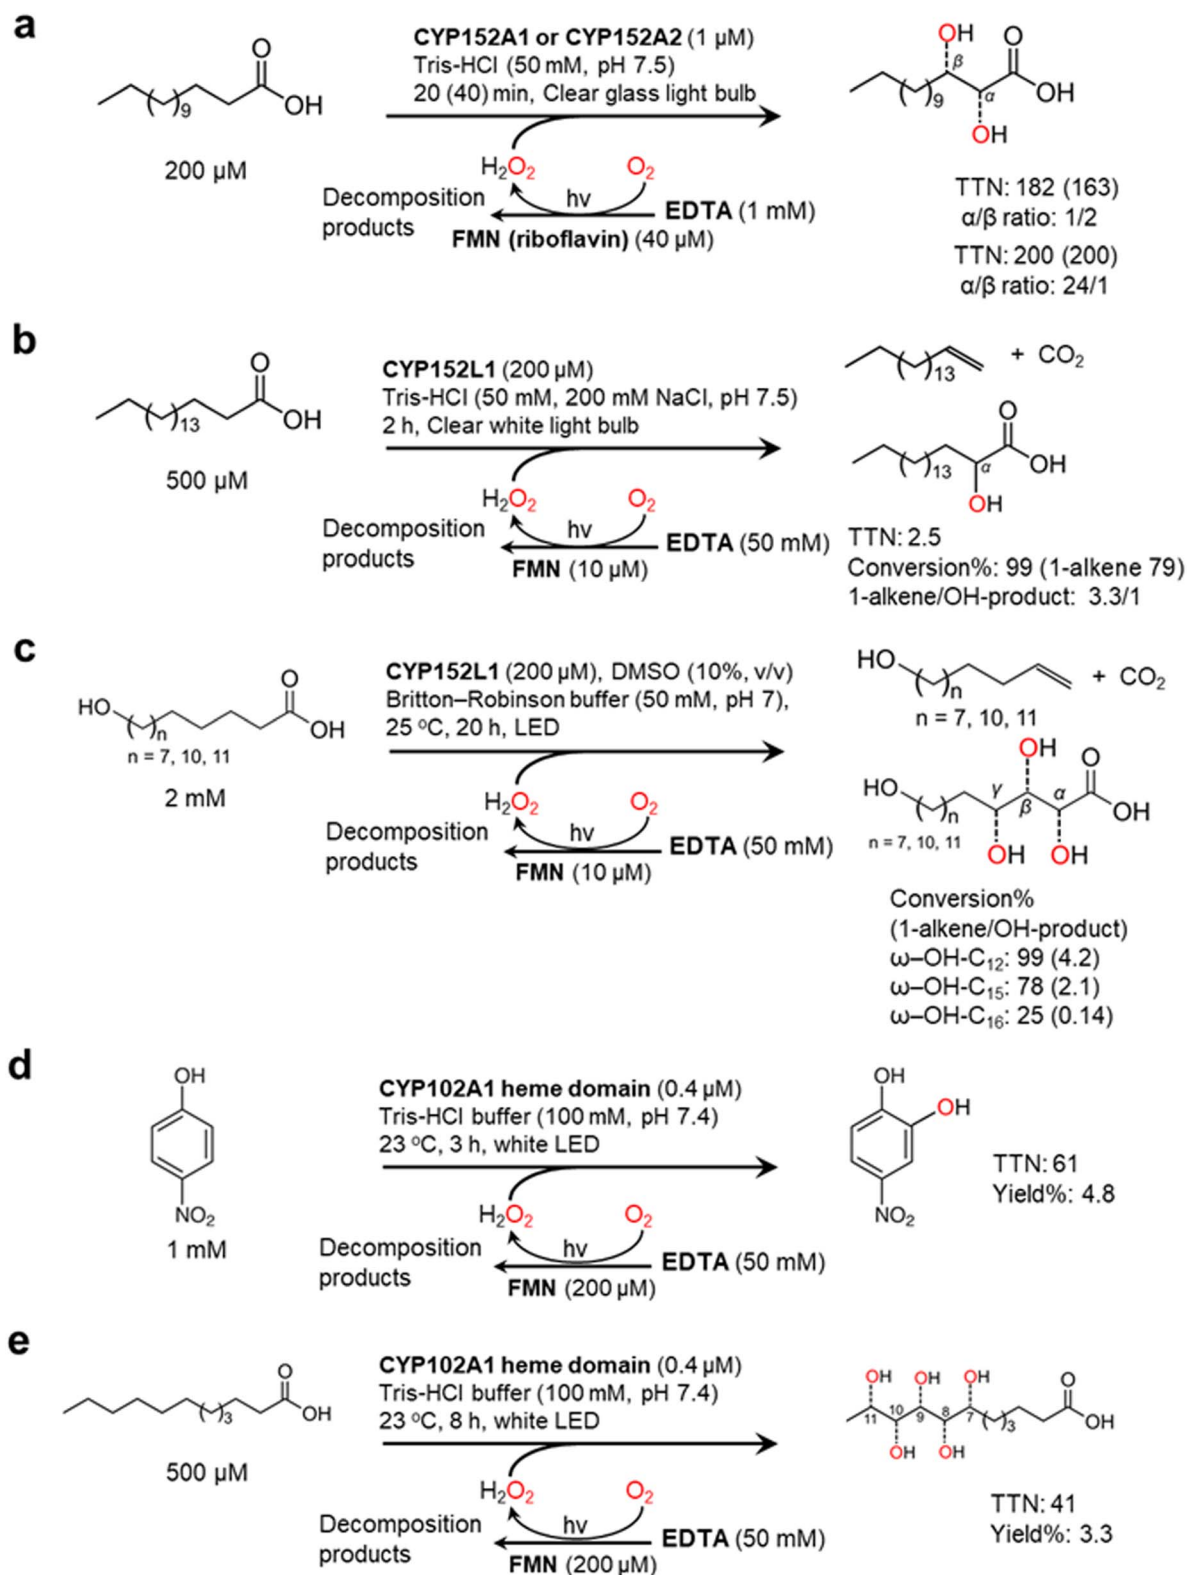 a
CYP152A1 or CYP152A2 (1 µM)
Tris-HCl (50 mM, pH 7.5)
20 (40) min, Clear glass light bulb
O
OH
9
200 µM
H2O2
O2
hv
Decomposition
products
EDTA (1 mM)
FMN (riboflavin) (40 µM)
OH
O
β
α
OH
9
OH
TTN: 182 (163)
α/β ratio: 1/2
TTN: 200 (200)
α/β ratio: 24/1
b
CYP152L1 (200 µM)
Tris-HCl (50 mM, 200 mM NaCl, pH 7.5)
2 h, Clear white light bulb
O
OH
13
500 µM
H2O2
O2
hv
Decomposition
products
EDTA (50 mM)
FMN (10 µM)
13
+ CO2
O
α
OH
13
OH
TTN: 2.5
Conversion%: 99 (1-alkene 79)
1-alkene/OH-product: 3.3/1
c
CYP152L1 (200 µM), DMSO (10%, v/v)
Britton–Robinson buffer (50 mM, pH 7),
25 °C, 20 h, LED
HO
O
OH
n
n = 7, 10, 11
2 mM
H2O2
O2
hv
Decomposition
products
EDTA (50 mM)
FMN (10 µM)
HO
n
+ CO2
n = 7, 10, 11
OH
O
HO
γ
β
α
OH
n
n = 7, 10, 11
OH
OH
Conversion%
(1-alkene/OH-product)
ω–OH-C12: 99 (4.2)
ω–OH-C15: 78 (2.1)
ω–OH-C16: 25 (0.14)
d
CYP102A1 heme domain (0.4 µM)
Tris-HCl buffer (100 mM, pH 7.4)
23 °C, 3 h, white LED
OH
NO2
1 mM
H2O2
O2
hv
Decomposition
products
EDTA (50 mM)
FMN (200 µM)
OH
OH
NO2
TTN: 61
Yield%: 4.8
e
CYP102A1 heme domain (0.4 µM)
Tris-HCl buffer (100 mM, pH 7.4)
23 °C, 8 h, white LED
O
OH
3
500 µM
H2O2
O2
hv
Decomposition
products
EDTA (50 mM)
FMN (200 µM)
OH
OH
OH
O
11
10
9
8
7
3
OH
OH
OH
TTN: 41
Yield%: 3.3